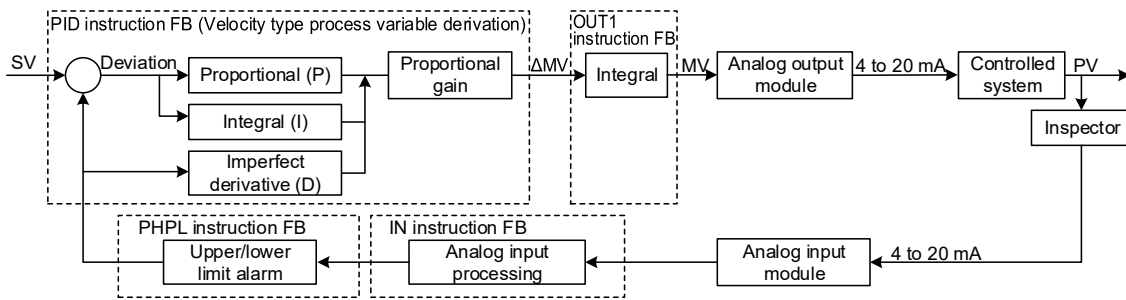 PID instruction FB (Velocity type process variable derivation)
OUT1
instruction FB
SV
Deviation
Proportional (P)
Proportional
gain
ΔMV
Integral
MV
Analog output
module
4 to 20 mA
Controlled
system
PV
Integral (I)
Inspector
Imperfect
derivative (D)
PHPL instruction FB
IN instruction FB
Upper/lower
limit alarm
Analog input
processing
Analog input
module
4 to 20 mA